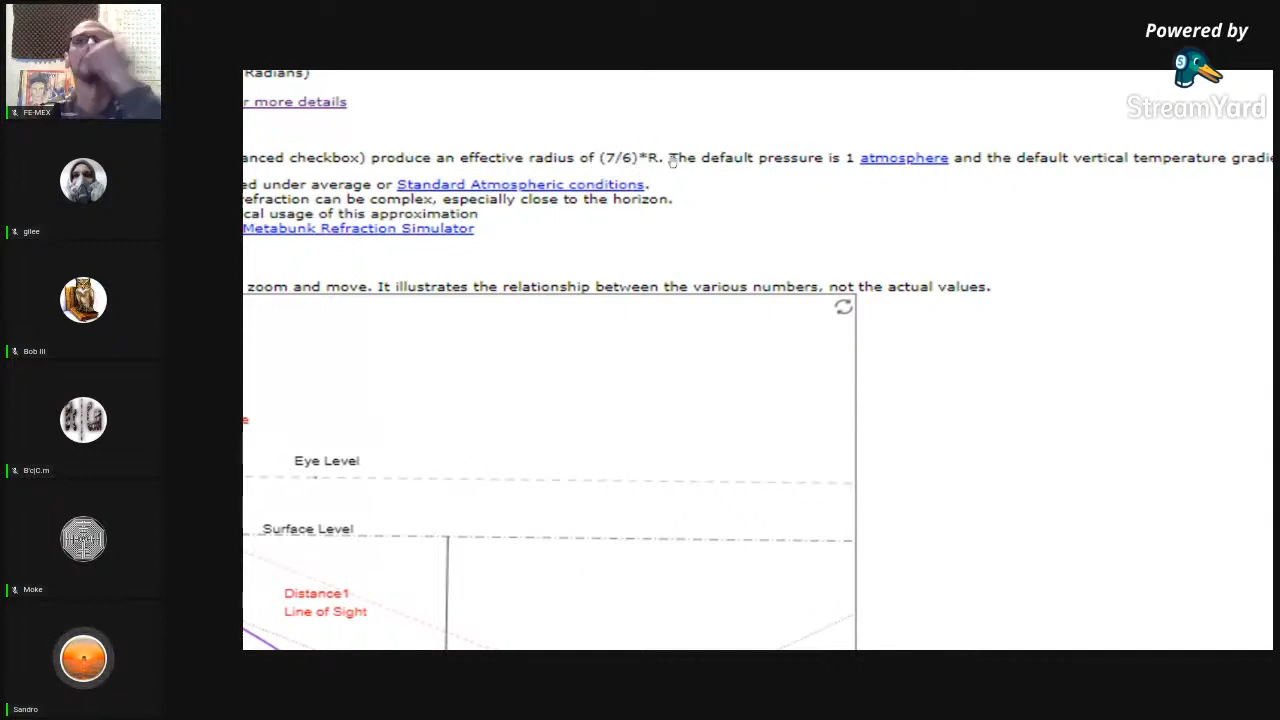 Powered by
StreamYard
FE-MEX
gilee
Bob III
B'c|C.m
Moke
Sandro
Radians)
r more details
anced checkbox) produce an effective radius of (7/6)*R. The default pressure is 1 atmosphere and the default vertical temperature gradie
ed under average or Standard Atmospheric conditions.
efraction can be complex, especially close to the horizon.
cal usage of this approximation
Metabunk Refraction Simulator
zoom and move. It illustrates the relationship between the various numbers, not the actual values.
e
Eye Level
Surface Level
Distance1
Line of Sight